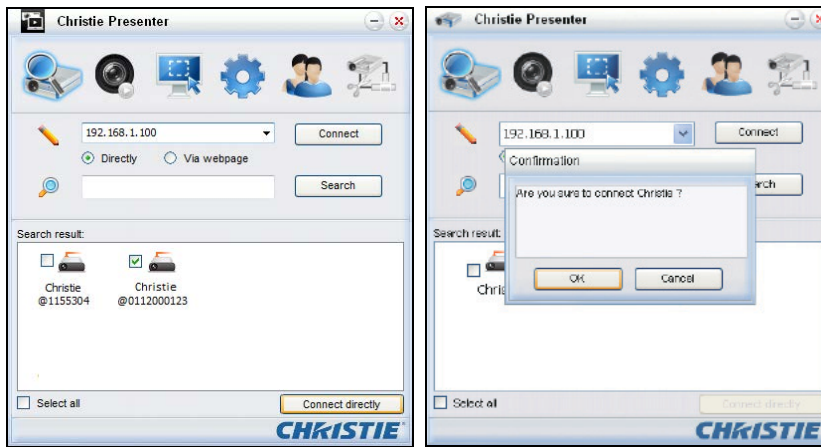 Christie Presenter
192.168.1.100
Connect
Directly
Via webpage
Search
Search result:
Christie
@1155304
Christie
@0112000123
Select all
Connect directly
CHRISTIE
Christie Presenter
192.168.1.100
Connect
Confirmation
Are you sure to connect Christie ?
OK
Cancel
arch
Search result:
Chris
Select all
Connect directly
CHRISTIE